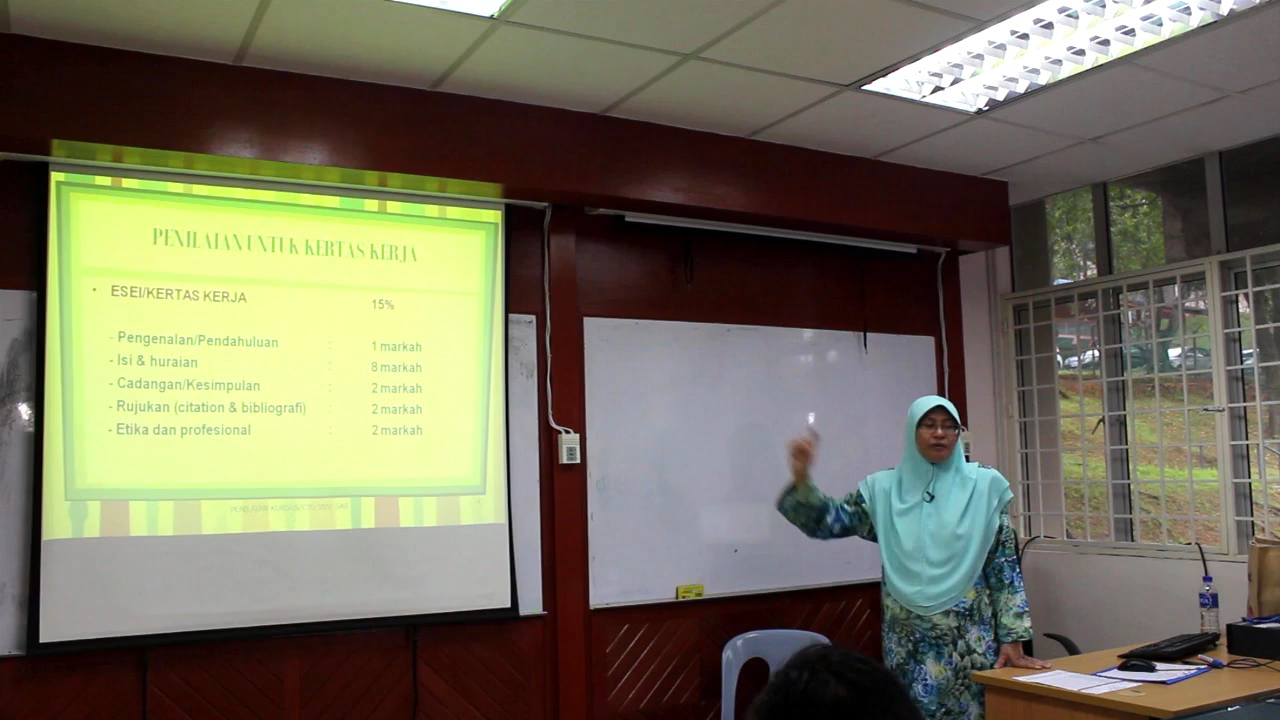 PENILAIAN UNTUK KERTAS KERJA
• ESEI/KERTAS KERJA 15%
- Pengenalan/Pendahuluan : 1 markah
- Isi & huraian : 8 markah
- Cadangan/Kesimpulan : 2 markah
- Rujukan (citation & bibliografi) : 2 markah
- Etika dan profesional : 2 markah